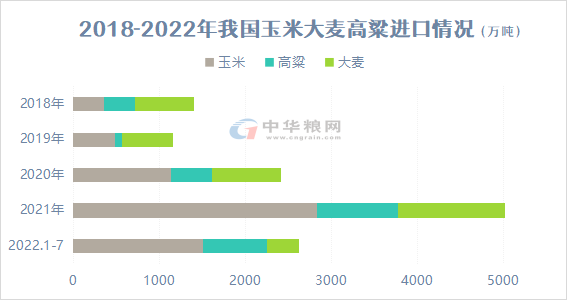 2018-2022年我国玉米大麦高粱进口情况 (万吨)
玉米 高粱 大麦
2018年
中华粮网
www.cngrain.com
2019年
2020年
2021年
2022.1-7
0 1000 2000 3000 4000 5000